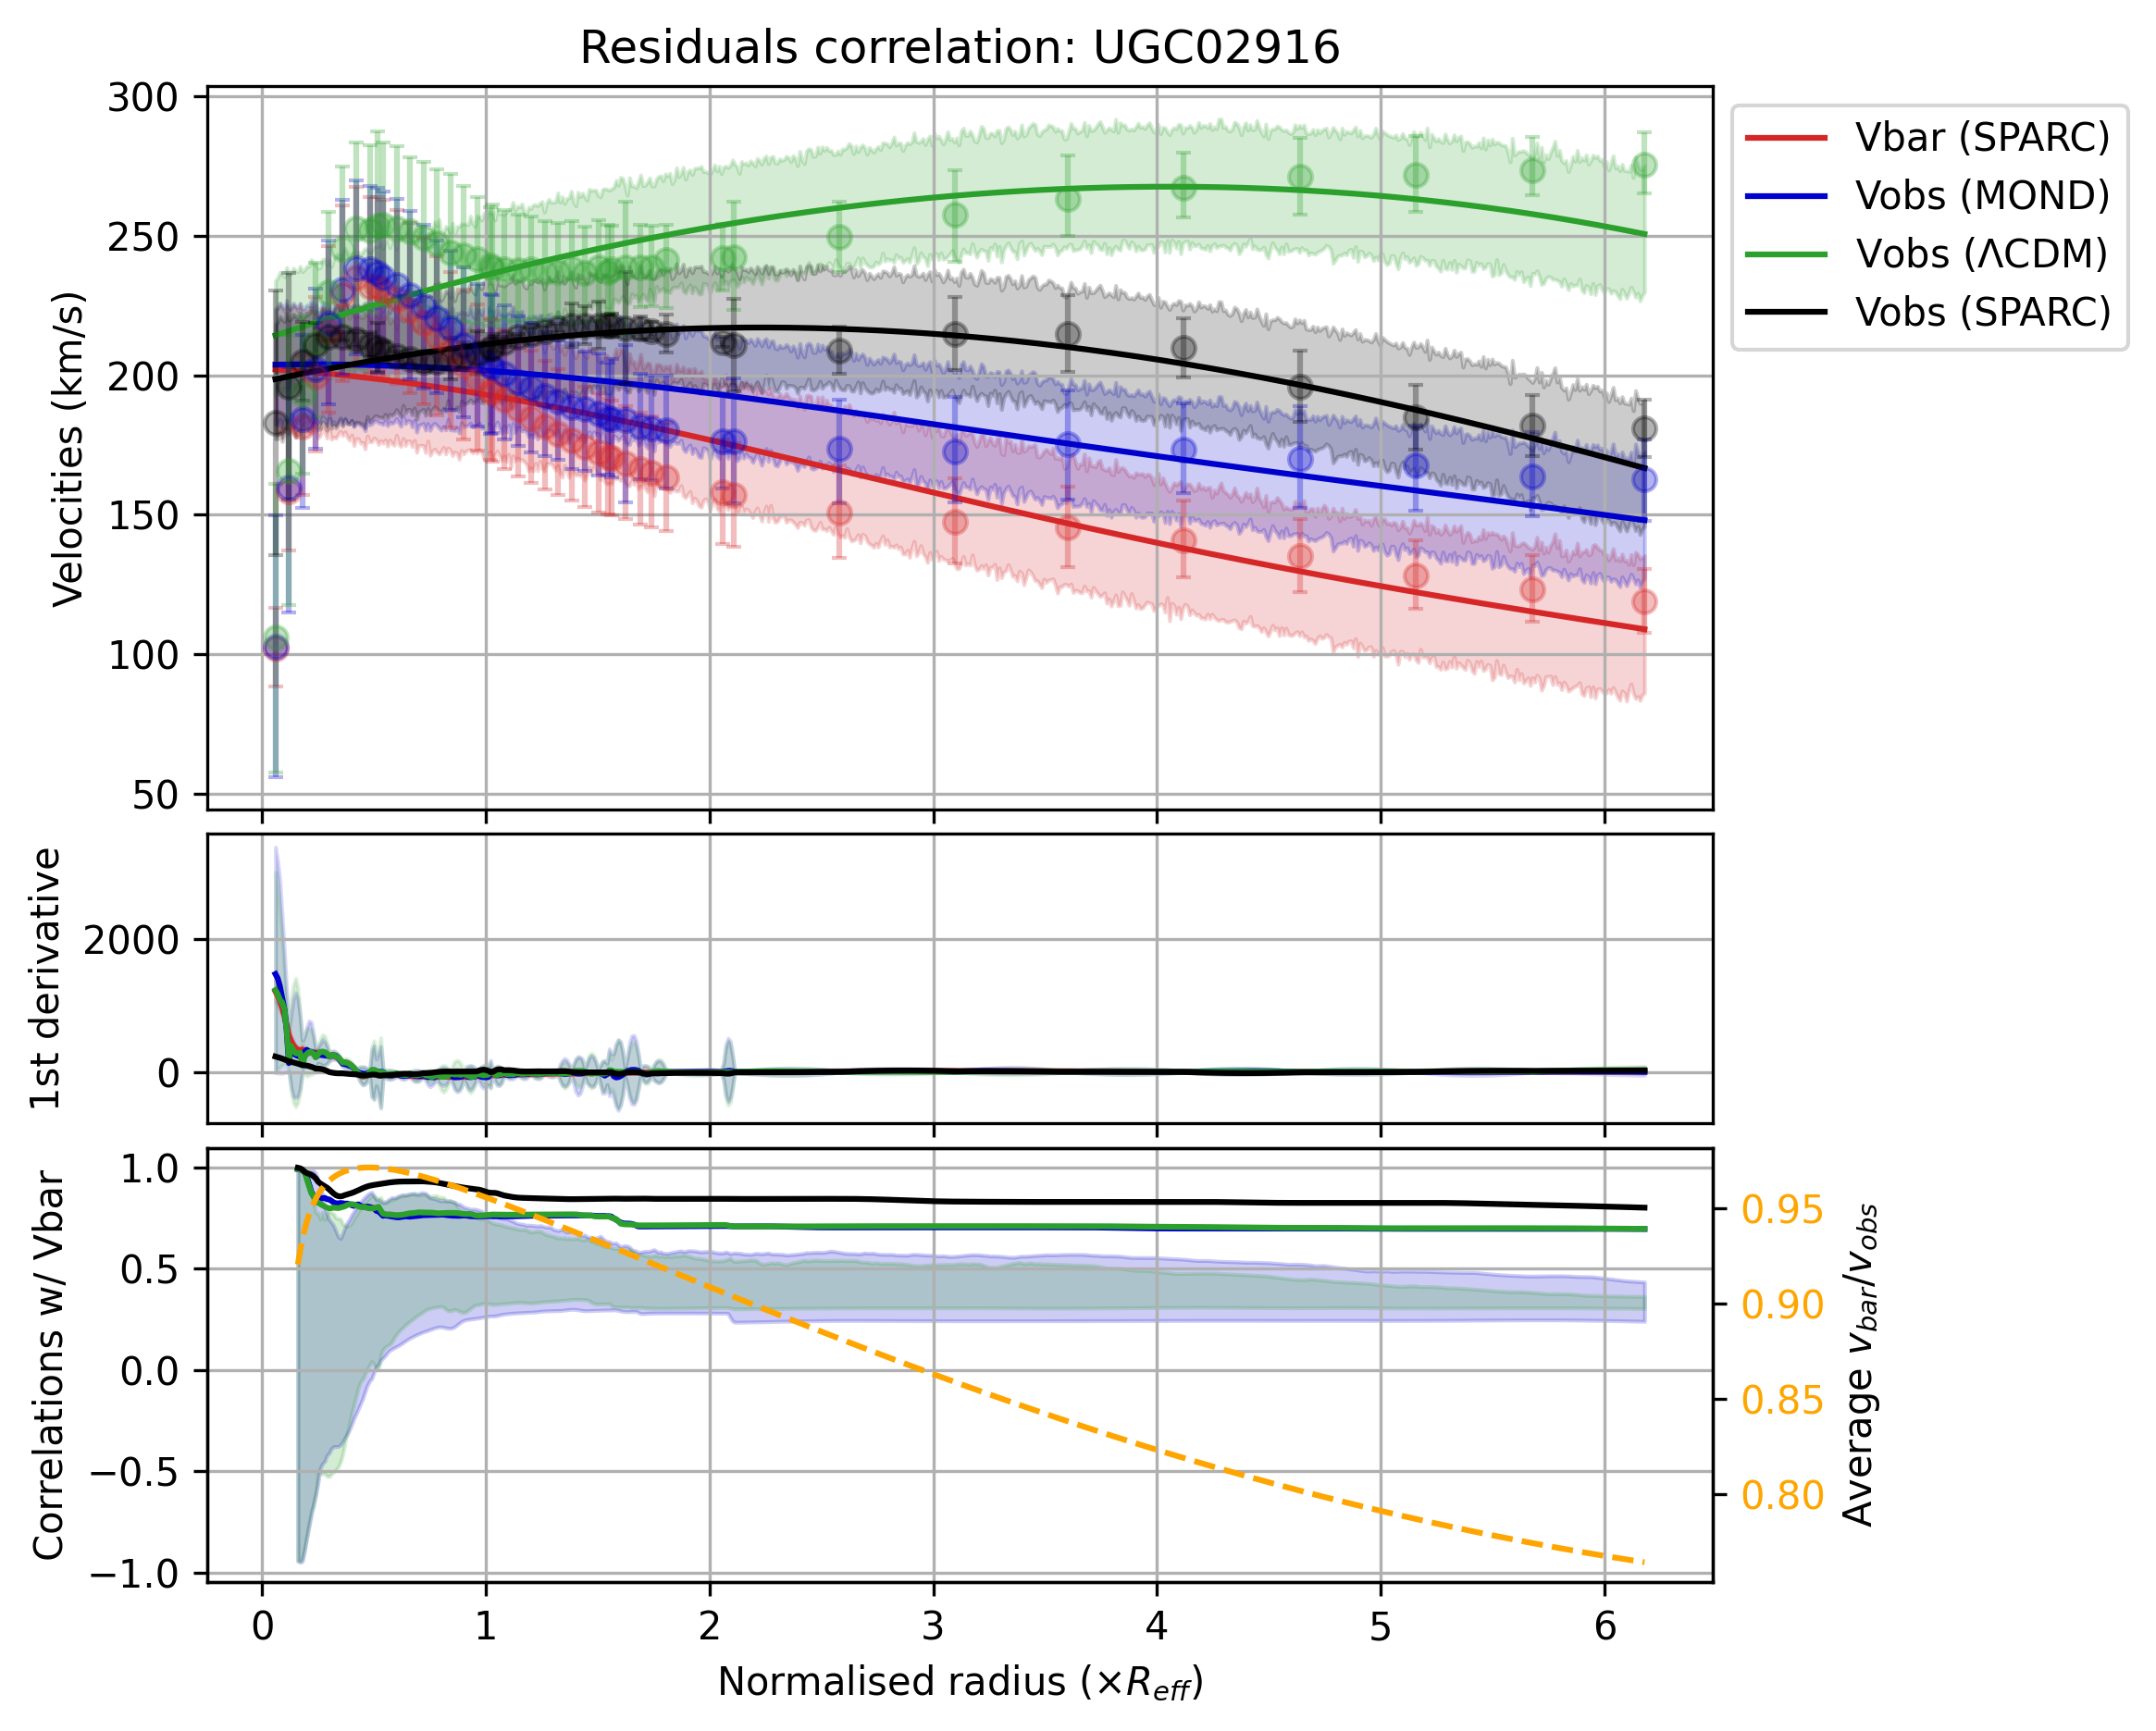 Residuals correlation: UGC02916
300
250
200
150
100
50
Velocities (km/s)
Vbar (SPARC)
Vobs (MOND)
Vobs (ΛCDM)
Vobs (SPARC)
2000
0
1st derivative
1.0
0.5
0.0
−0.5
−1.0
Correlations w/ Vbar
0.95
0.90
0.85
0.80
Average v_bar/v_obs
0 1 2 3 4 5 6
Normalised radius (×R_eff)